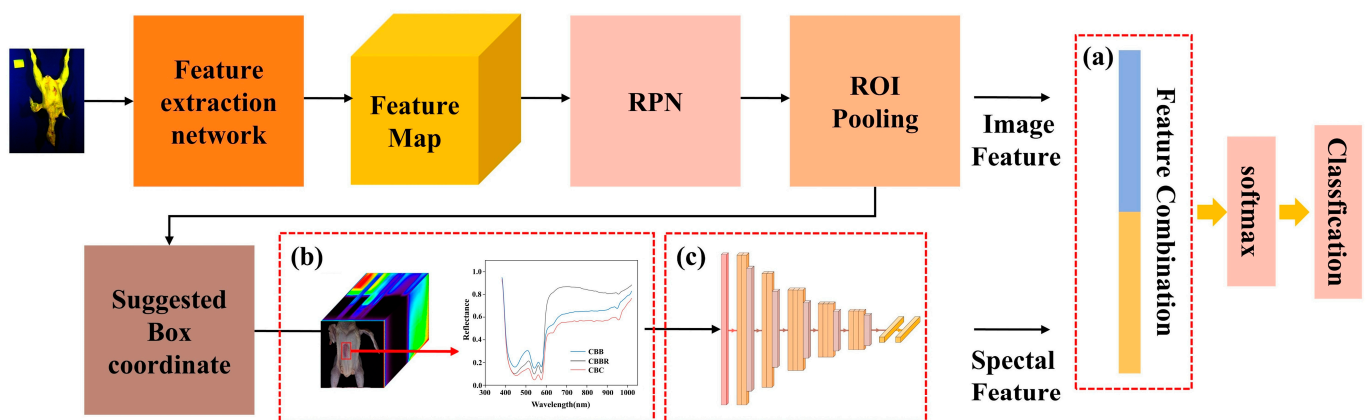 Feature
extraction
network
Feature
Map
RPN
ROI
Pooling
Image
Feature
(a)
Feature Combination
softmax
Classfication
Suggested
Box
coordinate
(b)
Reflectance
1.0
0.8
0.6
0.4
0.2
0.0
CBB
CBBR
CBC
300 400 500 600 700 800 900 1000
Wavelength(nm)
(c)
Spectal
Feature